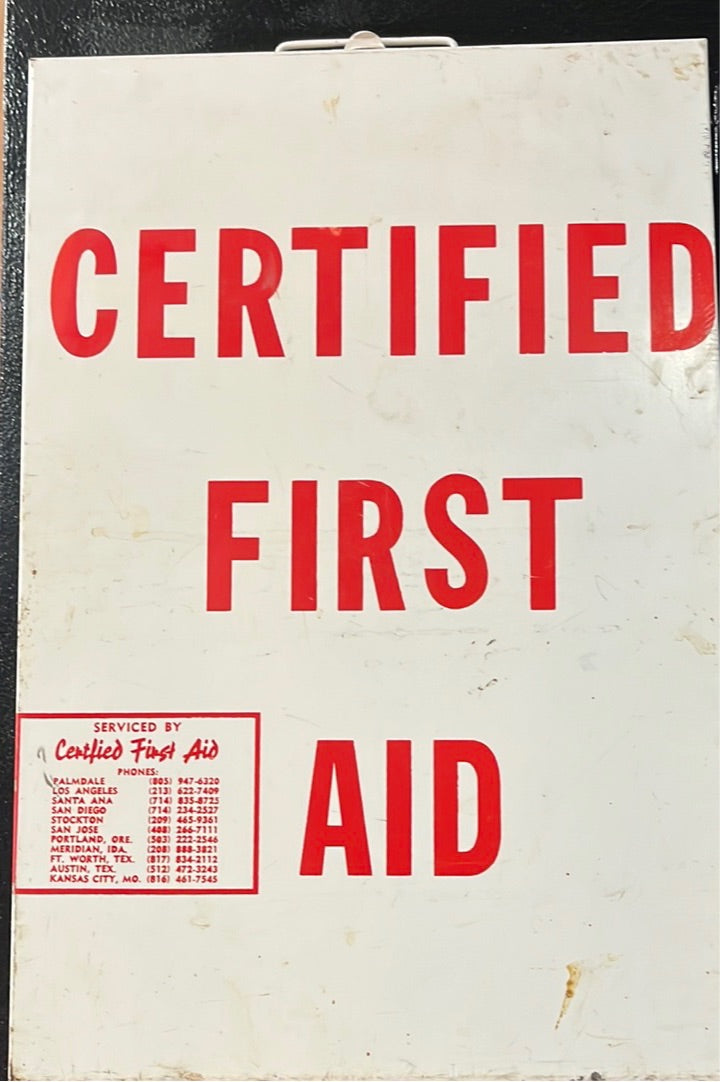 CERTIFIED
FIRST
AID
SERVICED BY
Certified First Aid
PHONES:
PALMDALE (805) 947-6320
LOS ANGELES (213) 622-7409
SANTA ANA (714) 835-8725
SAN DIEGO (714) 234-2527
STOCKTON (209) 465-9361
SAN JOSE (408) 266-7111
PORTLAND, ORE. (503) 222-2546
MERIDIAN, IDA. (208) 888-3821
FT. WORTH, TEX. (817) 834-2112
AUSTIN, TEX. (512) 472-3243
KANSAS CITY, MO. (816) 461-7545